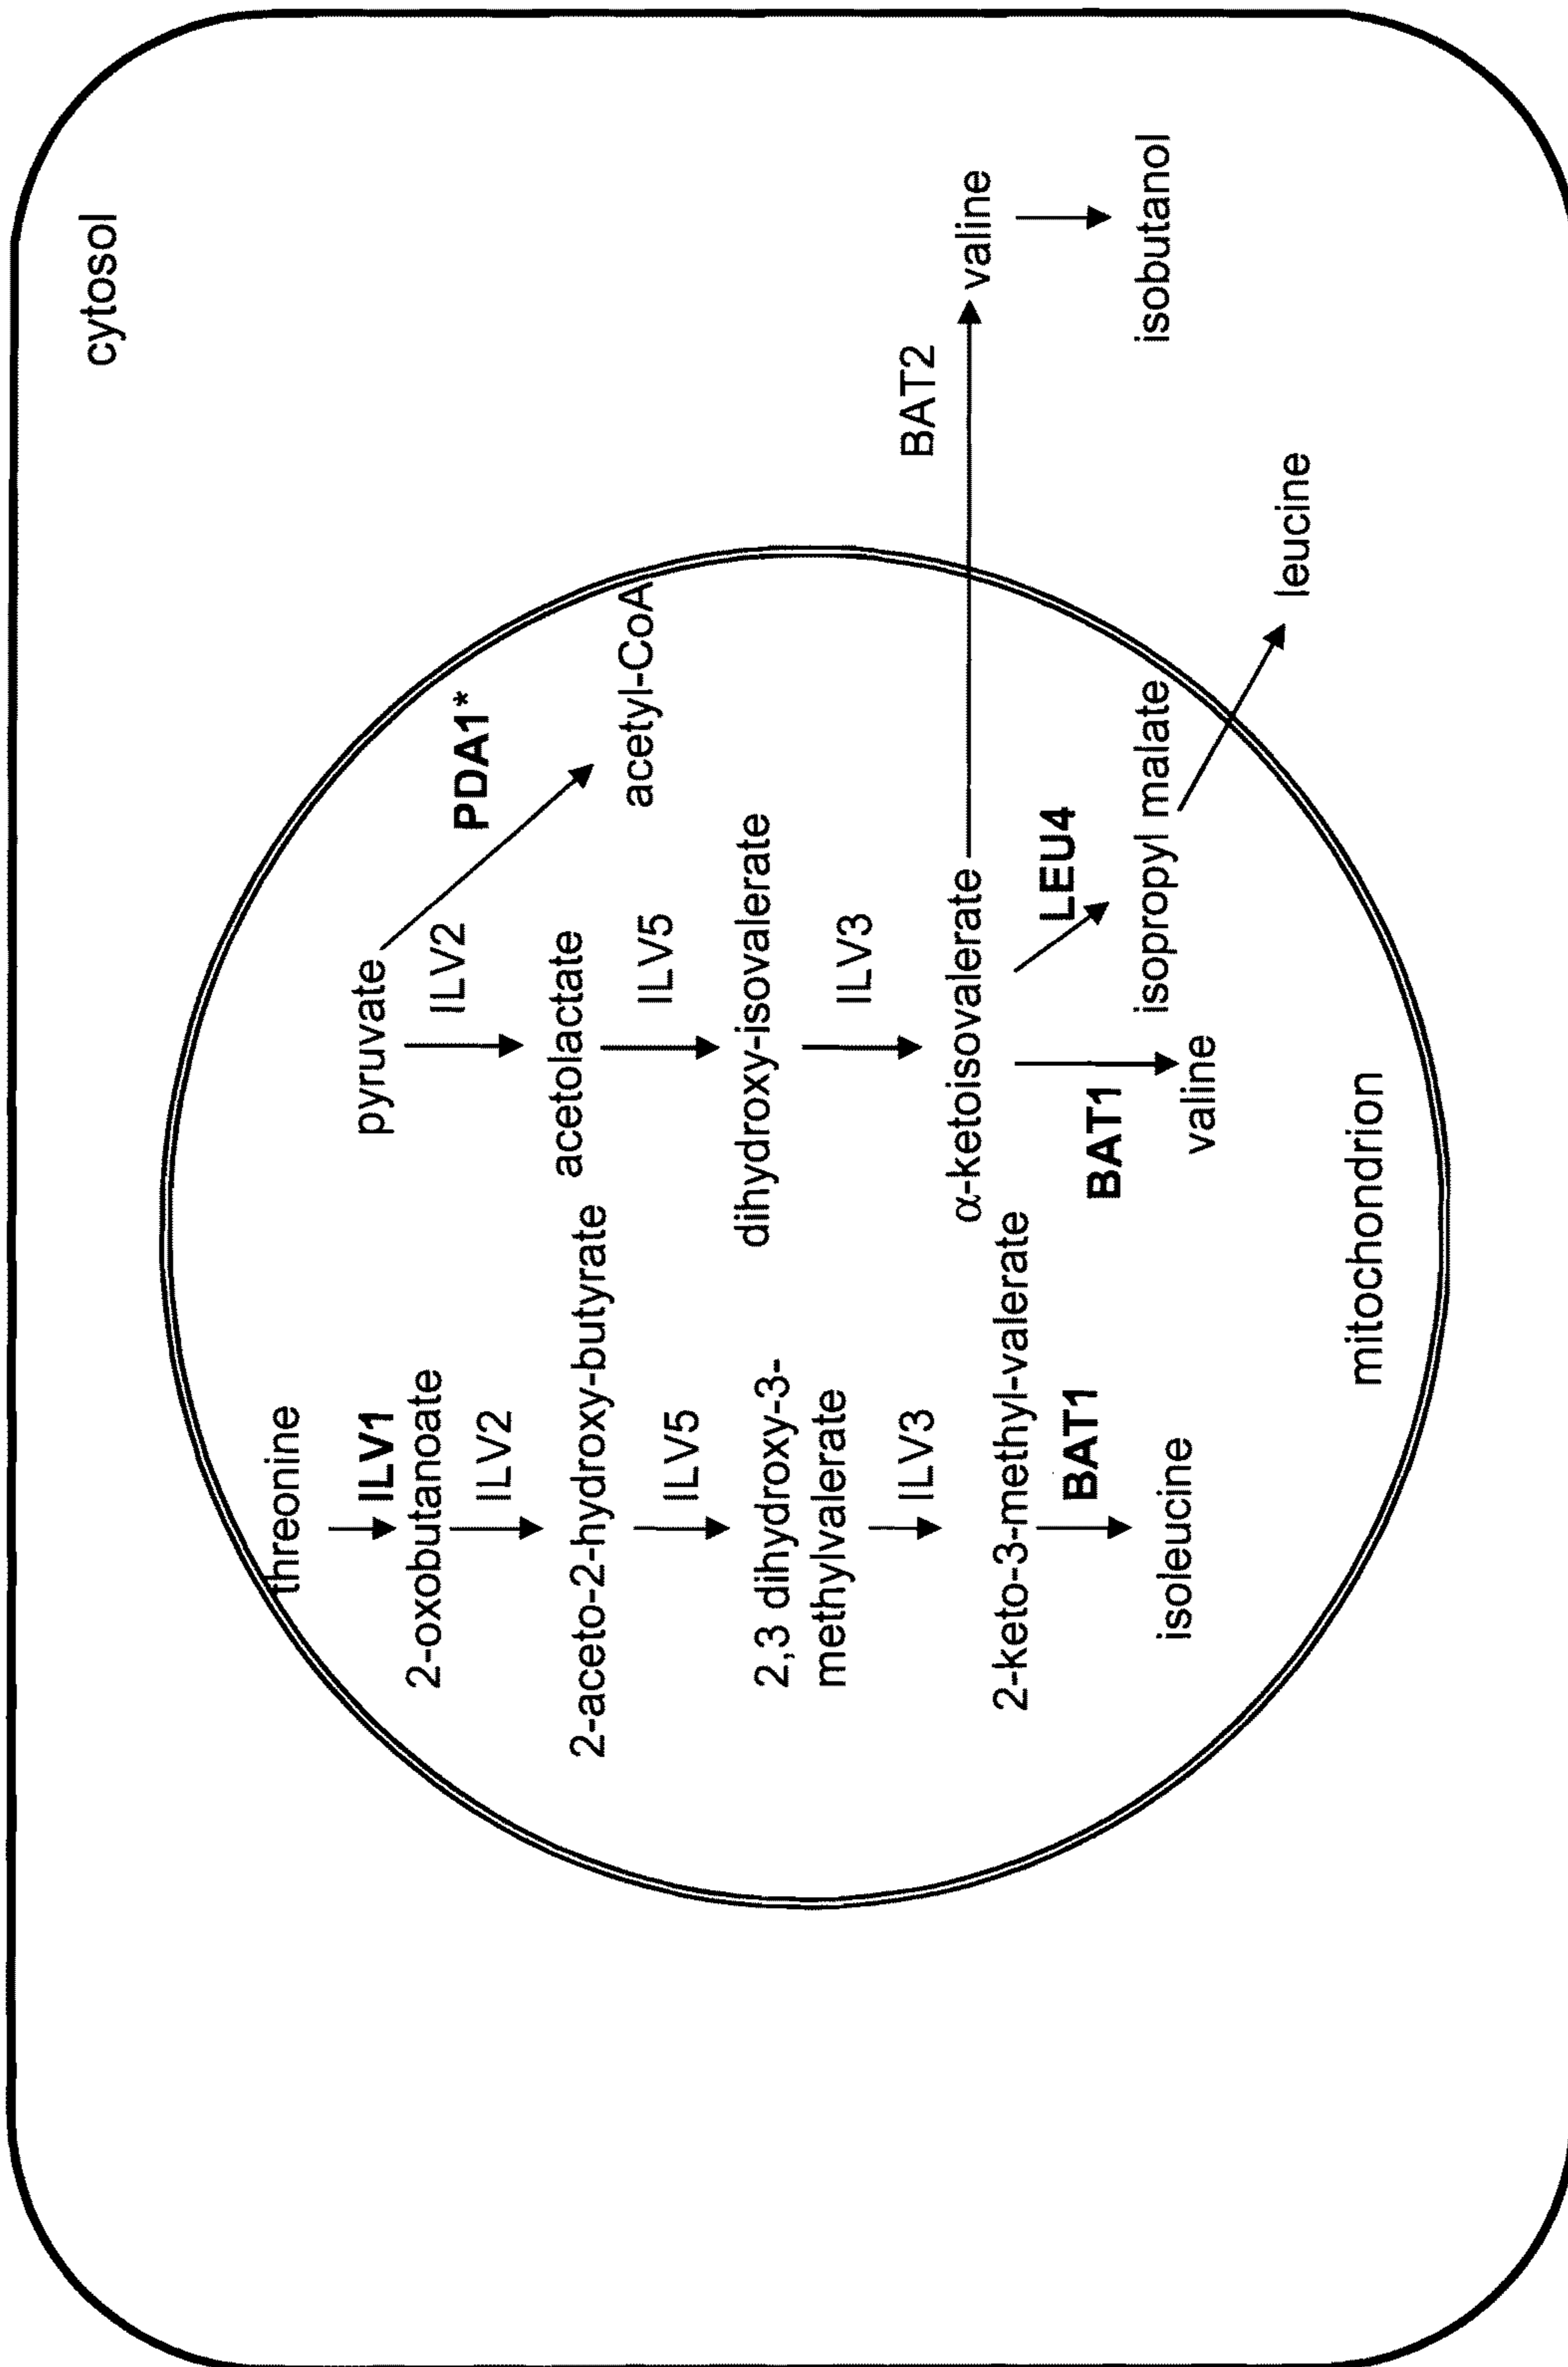 cytosol
threonine
ILV1
2-oxobutanoate
ILV2
2-aceto-2-hydroxy-butyrate
ILV5
2,3 dihydroxy-3-
methylvalerate
ILV3
2-keto-3-methyl-valerate
BAT1
isoleucine
pyruvate
PDA1*
ILV2
acetyl-CoA
acetolactate
ILV5
dihydroxy-isovalerate
ILV3
α-ketoisovalerate
BAT2
valine
isobutanol
LEU4
BAT1
isopropyl malate
valine
leucine
mitochondrion